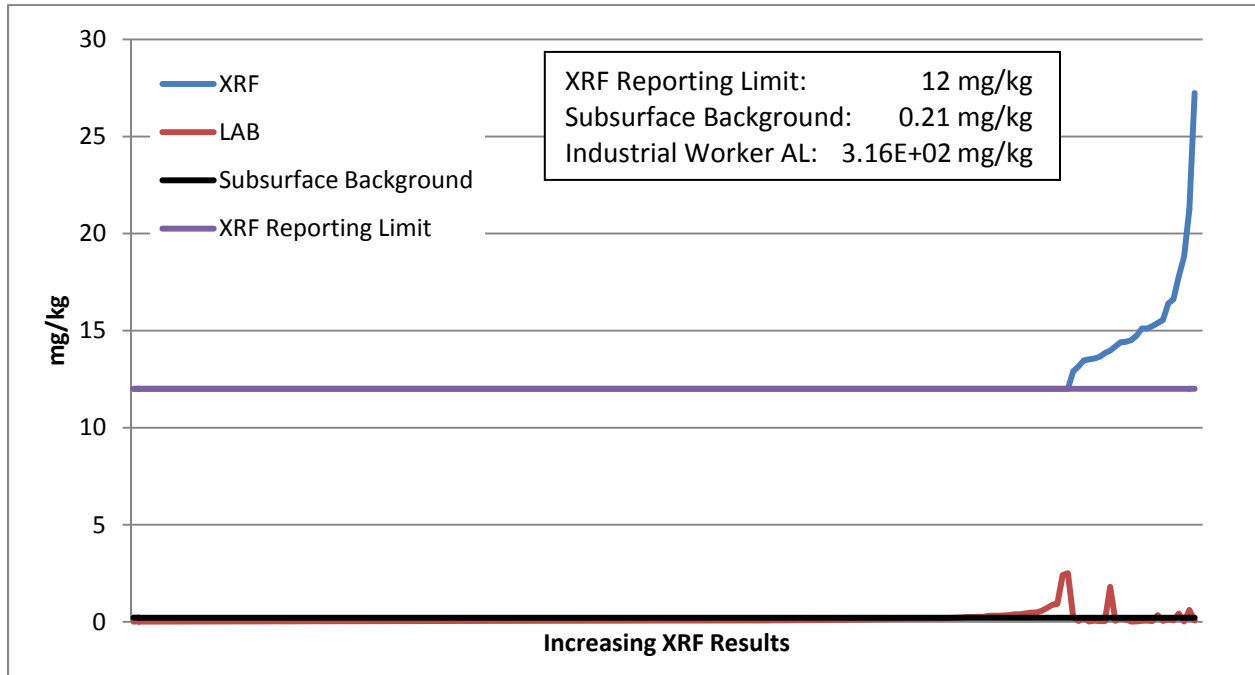 30
25
20
15
10
5
0
mg/kg
XRF
LAB
Subsurface Background
XRF Reporting Limit
XRF Reporting Limit: 12 mg/kg
Subsurface Background: 0.21 mg/kg
Industrial Worker AL: 3.16E+02 mg/kg
Increasing XRF Results